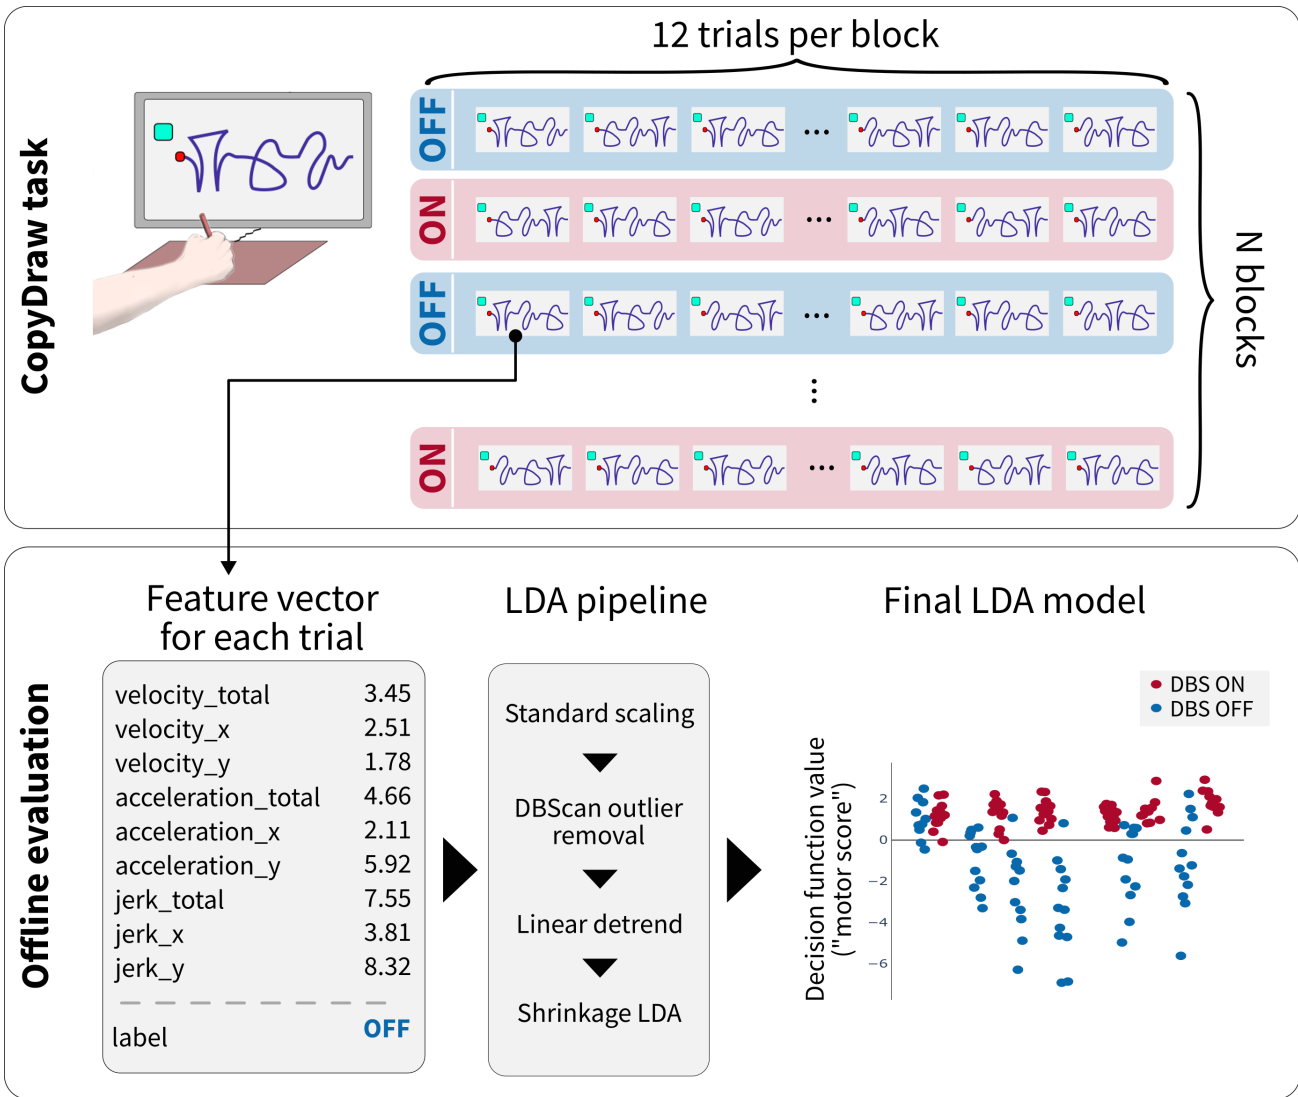 CopyDraw task
12 trials per block
OFF
...
ON
...
OFF
...
...
ON
...
N blocks
Offline evaluation
Feature vector
for each trial
velocity_total 3.45
velocity_x 2.51
velocity_y 1.78
acceleration_total 4.66
acceleration_x 2.11
acceleration_y 5.92
jerk_total 7.55
jerk_x 3.81
jerk_y 8.32
label OFF
LDA pipeline
Standard scaling
DBScan outlier
removal
Linear detrend
Shrinkage LDA
Final LDA model
DBS ON
DBS OFF
Decision function value
("motor score")
2
0
−2
−4
−6